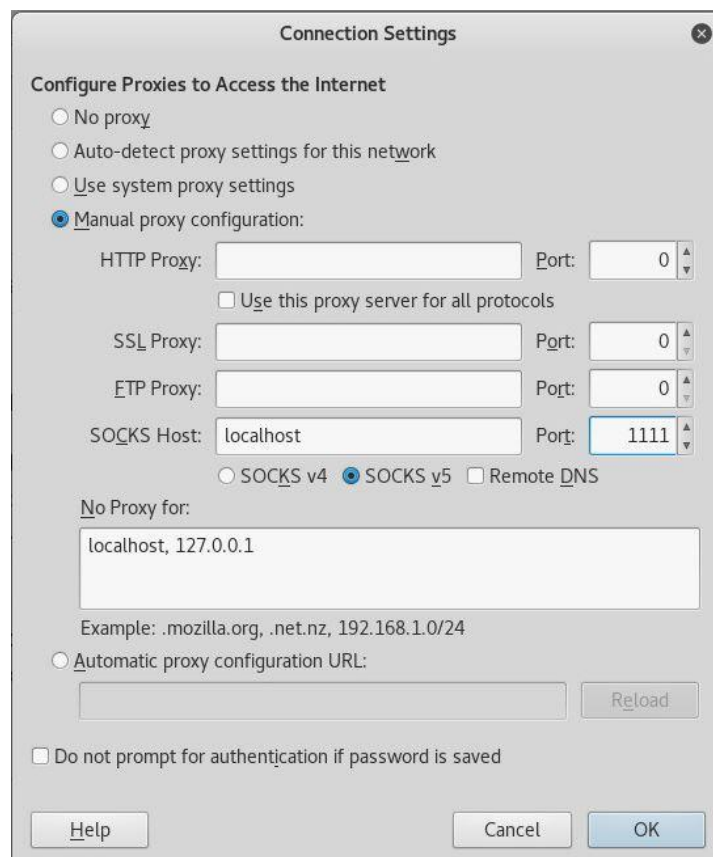 Connection Settings
Configure Proxies to Access the Internet
No proxy
Auto-detect proxy settings for this network
Use system proxy settings
Manual proxy configuration:
HTTP Proxy: Port: 0
Use this proxy server for all protocols
SSL Proxy: Port: 0
FTP Proxy: Port: 0
SOCKS Host: localhost Port: 1111
SOCKS v4 SOCKS v5 Remote DNS
No Proxy for:
localhost, 127.0.0.1
Example: .mozilla.org, .net.nz, 192.168.1.0/24
Automatic proxy configuration URL:
Reload
Do not prompt for authentication if password is saved
Help Cancel OK